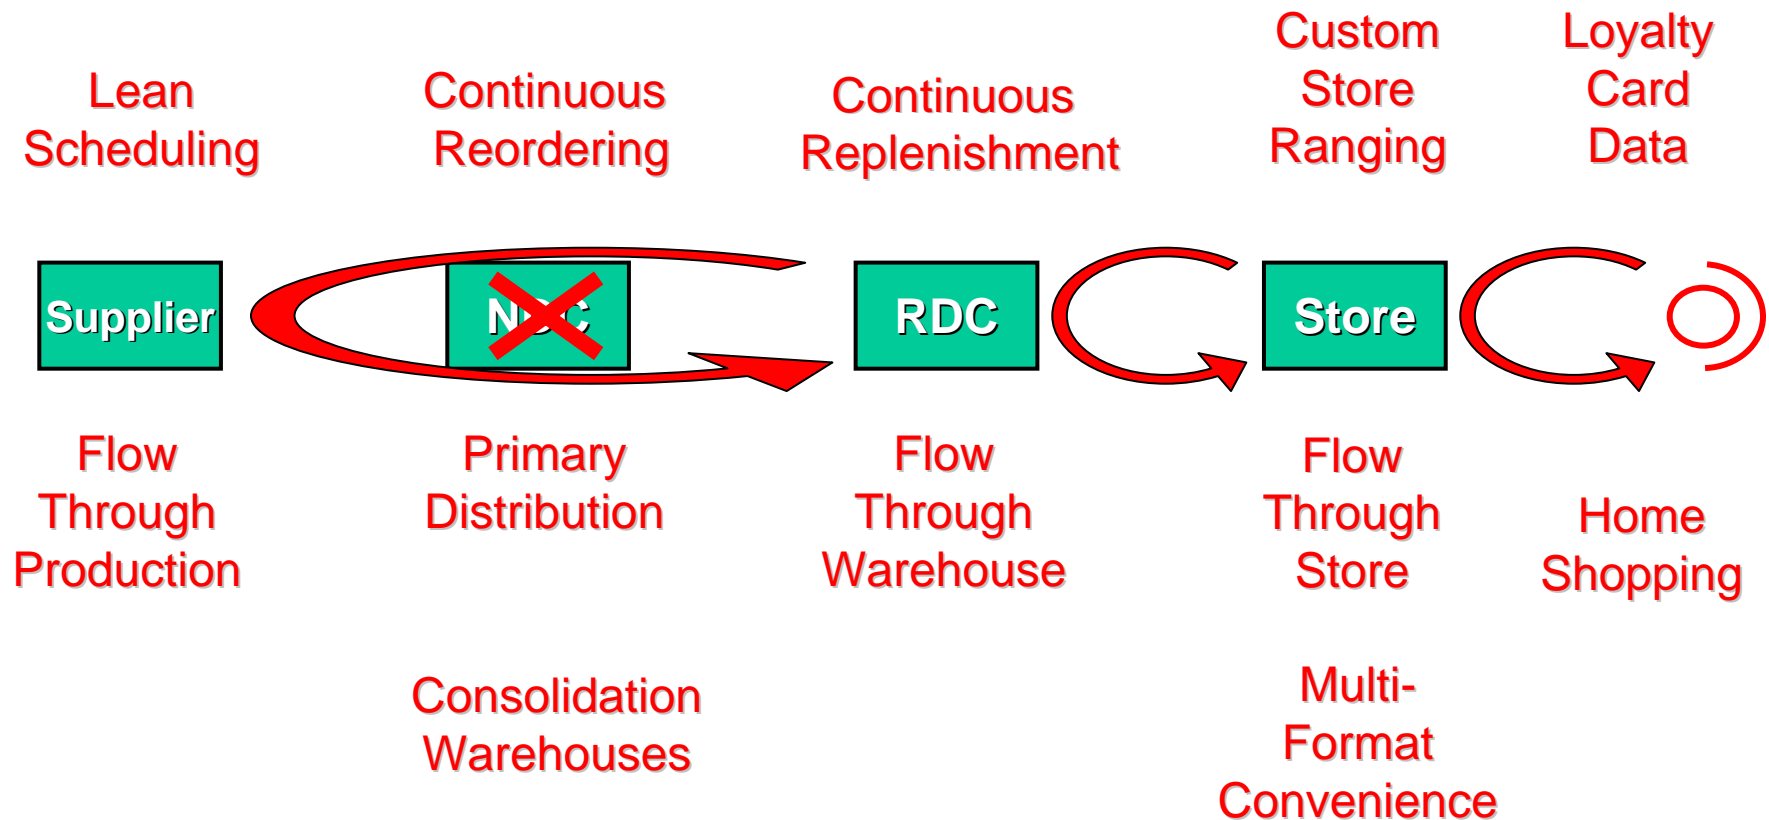 Lean
Scheduling
Continuous
Reordering
Continuous
Replenishment
Custom
Store
Ranging
Loyalty
Card
Data
Supplier
NDC
RDC
Store
Flow
Through
Production
Primary
Distribution
Flow
Through
Warehouse
Flow
Through
Store
Home
Shopping
Consolidation
Warehouses
Multi-
Format
Convenience